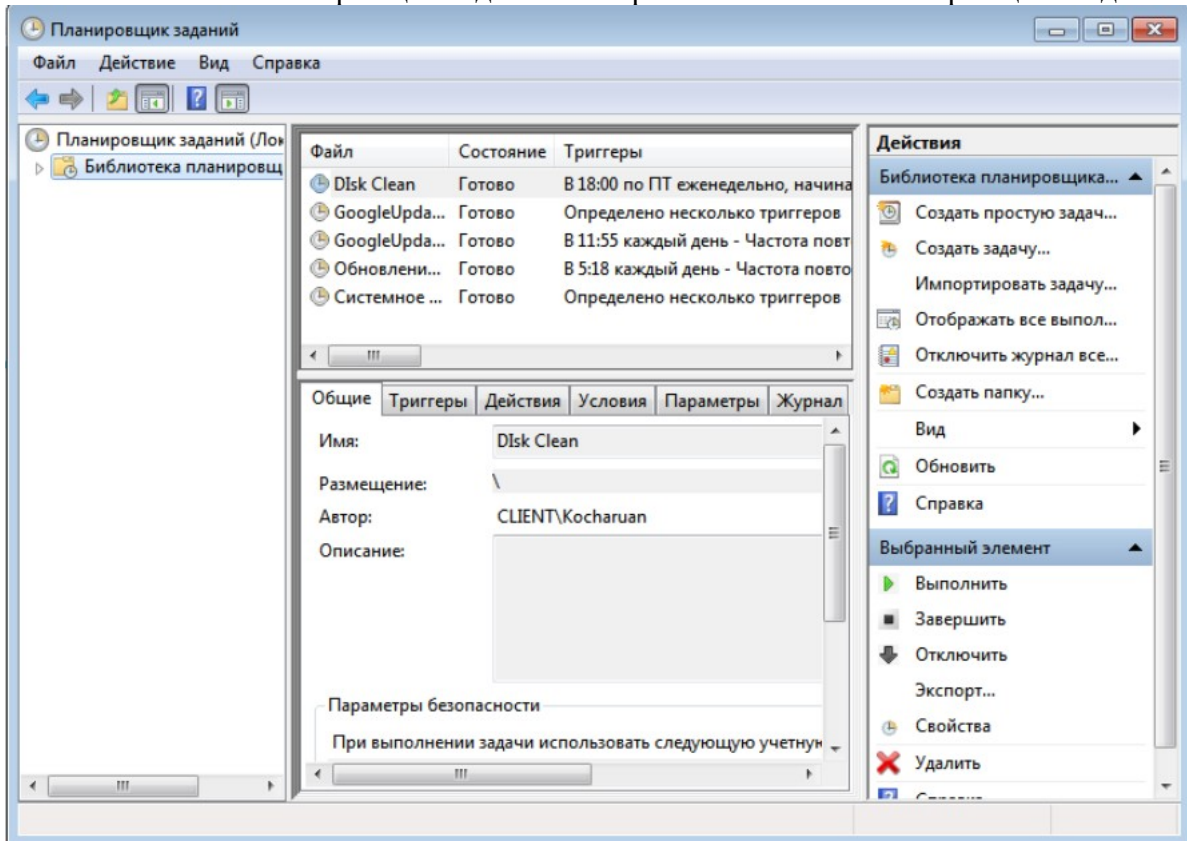 Планировщик заданий
Файл Действие Вид Справка
Планировщик заданий (Лок
Библиотека планировщ
Файл Состояние Триггеры
DIsk Clean Готово В 18:00 по ПТ еженедельно, начина
GoogleUpda... Готово Определено несколько триггеров
GoogleUpda... Готово В 11:55 каждый день - Частота повт
Обновлени... Готово В 5:18 каждый день - Частота повто
Системное ... Готово Определено несколько триггеров
Общие Триггеры Действия Условия Параметры Журнал
Имя: DIsk Clean
Размещение: \
Автор: CLIENT\Kocharuan
Описание:
Параметры безопасности
При выполнении задачи использовать следующую учетную
Действия
Библиотека планировщика...
Создать простую задач...
Создать задачу...
Импортировать задачу...
Отображать все выпол...
Отключить журнал все...
Создать папку...
Вид
Обновить
Справка
Выбранный элемент
Выполнить
Завершить
Отключить
Экспорт...
Свойства
Удалить